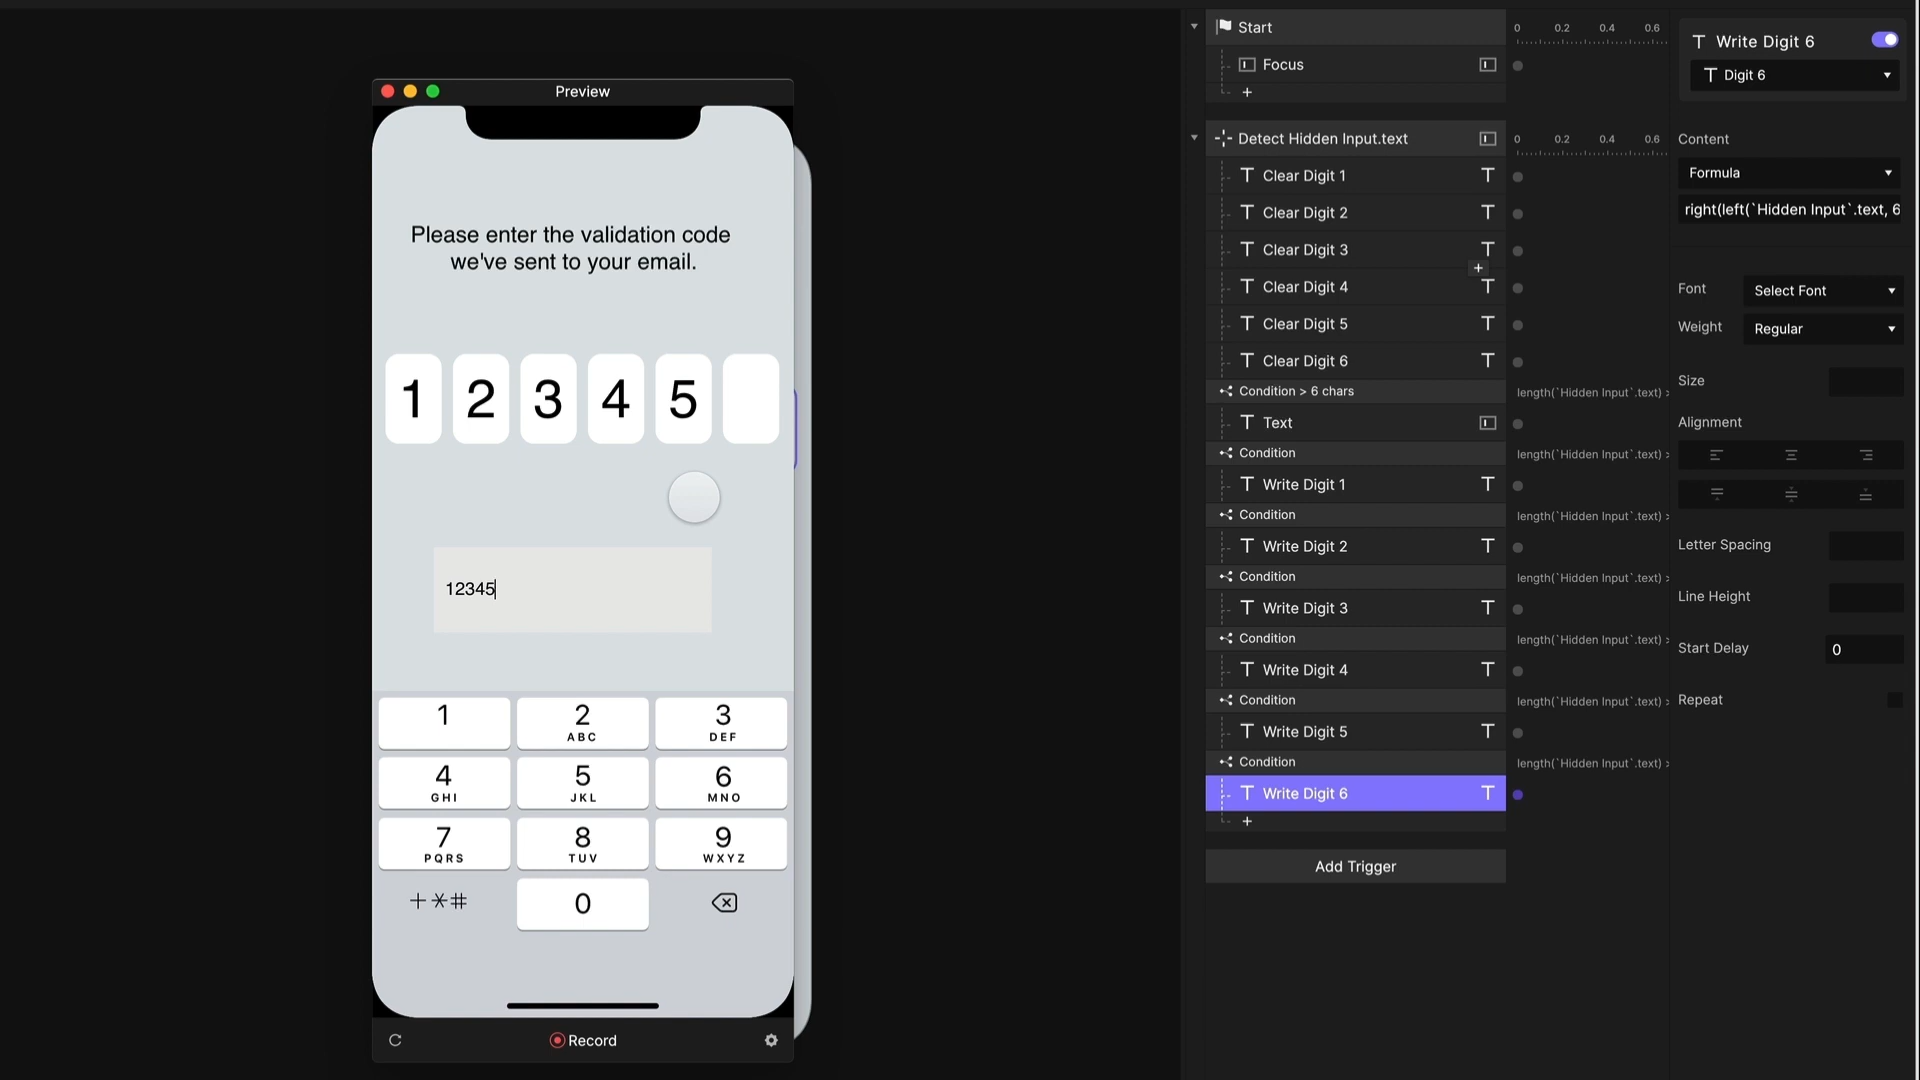 Preview
Please enter the validation code
we've sent to your email.
1 2 3 4 5
12345
1
2
ABC
3
DEF
4
GHI
5
JKL
6
MNO
7
PQRS
8
TUV
9
WXYZ
+*#
0
Record
Start
0 0.2 0.4 0.6
Focus
+
Detect Hidden Input.text
0 0.2 0.4 0.6
Clear Digit 1
Clear Digit 2
Clear Digit 3
+
Clear Digit 4
Clear Digit 5
Clear Digit 6
Condition > 6 chars
length(`Hidden Input`.text) >
Text
Condition
length(`Hidden Input`.text) >
Write Digit 1
Condition
length(`Hidden Input`.text) >
Write Digit 2
Condition
length(`Hidden Input`.text) >
Write Digit 3
Condition
length(`Hidden Input`.text) >
Write Digit 4
Condition
length(`Hidden Input`.text) >
Write Digit 5
Condition
length(`Hidden Input`.text) >
Write Digit 6
+
Add Trigger
Write Digit 6
Digit 6
Content
Formula
right(left(`Hidden Input`.text, 6
Font
Select Font
Weight
Regular
Size
Alignment
Letter Spacing
Line Height
Start Delay
0
Repeat